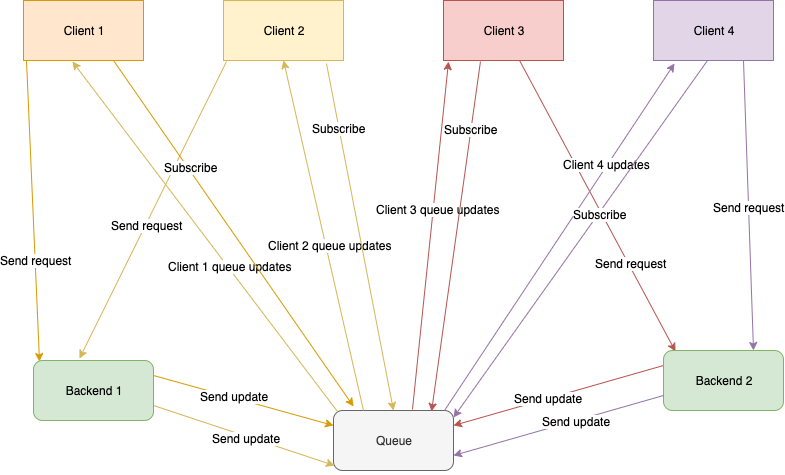 Client 1
Client 2
Client 3
Client 4
Subscribe
Subscribe
Client 4 updates
Subscribe
Client 3 queue updates
Send request
Subscribe
Send request
Client 2 queue updates
Send request
Client 1 queue updates
Send request
Backend 1
Backend 2
Send update
Send update
Send update
Send update
Queue